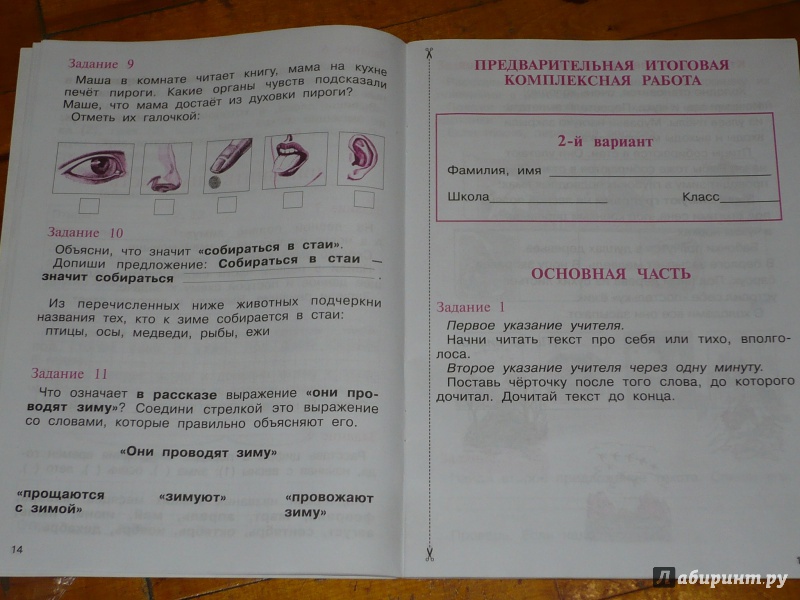 Задание 9
Маша в комнате читает книгу, мама на кухне
печёт пироги. Какие органы чувств подсказали
Маше, что мама достаёт из духовки пироги?
Отметь их галочкой:
Задание 10
Объясни, что значит «собираться в стаи».
Допиши предложение: Собираться в стаи —
значит собираться ____________________.
Из перечисленных ниже животных подчеркни
названия тех, кто к зиме собирается в стаи:
птицы, осы, медведи, рыбы, ежи
Задание 11
Что означает в рассказе выражение «они про-
водят зиму»? Соедини стрелкой это выражение
со словами, которые правильно объясняют его.
«Они проводят зиму»
«прощаются «зимуют» «провожают
с зимой» зиму»
14
ПРЕДВАРИТЕЛЬНАЯ ИТОГОВАЯ
КОМПЛЕКСНАЯ РАБОТА
2-й вариант
Фамилия, имя ____________________
Школа____________ Класс________
ОСНОВНАЯ ЧАСТЬ
Задание 1
Первое указание учителя.
Начни читать текст про себя или тихо, вполго-
лоса.
Второе указание учителя через одну минуту.
Поставь чёрточку после того слова, до которого
дочитал. Дочитай текст до конца.
Лабиринт.ру